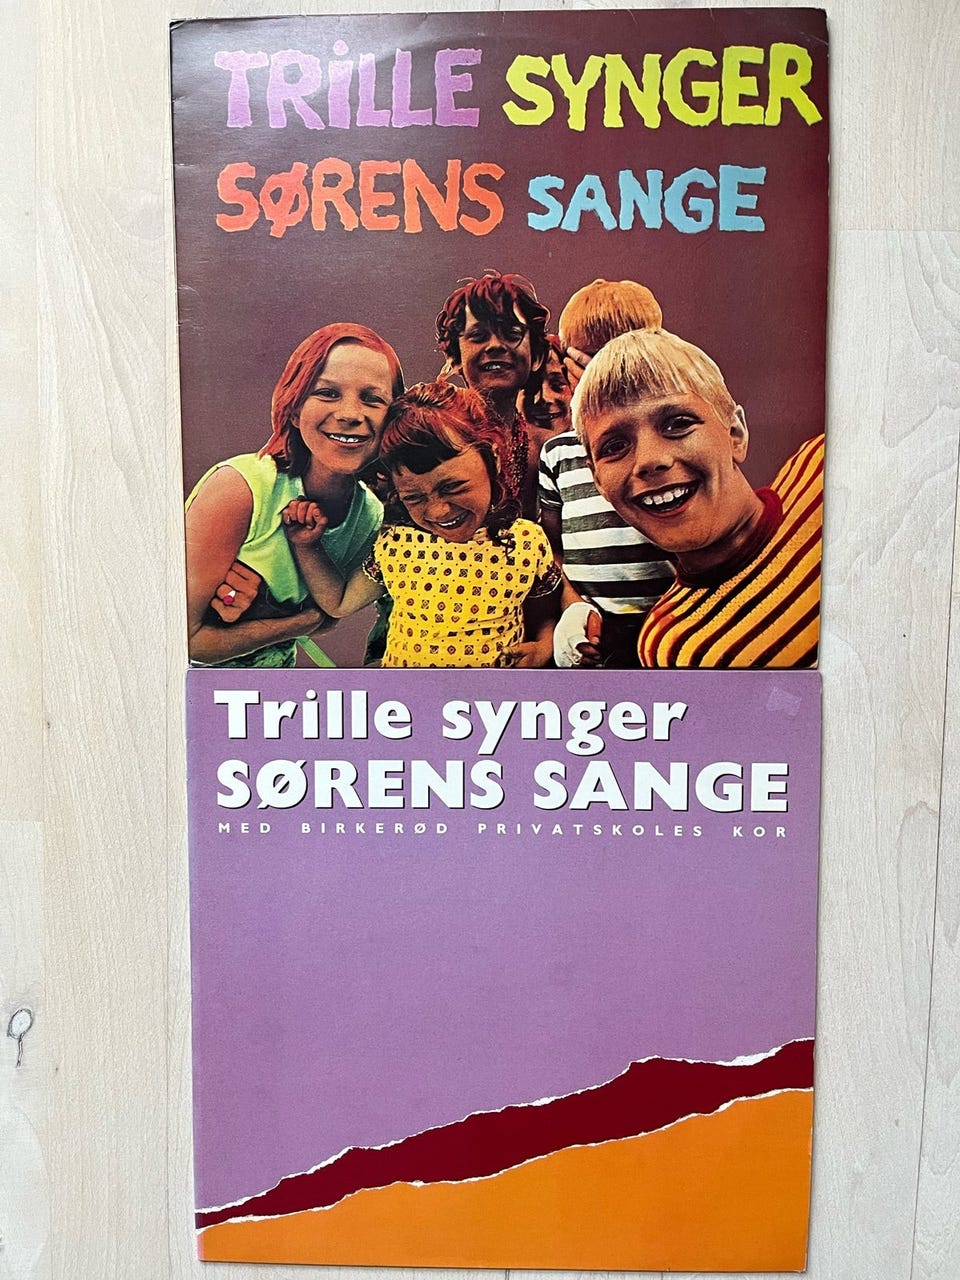 TRiLLE SYNGER
SØRENS SANGE
Trille synger
SØRENS SANGE
MED BIRKERØD PRIVATSKOLES KOR